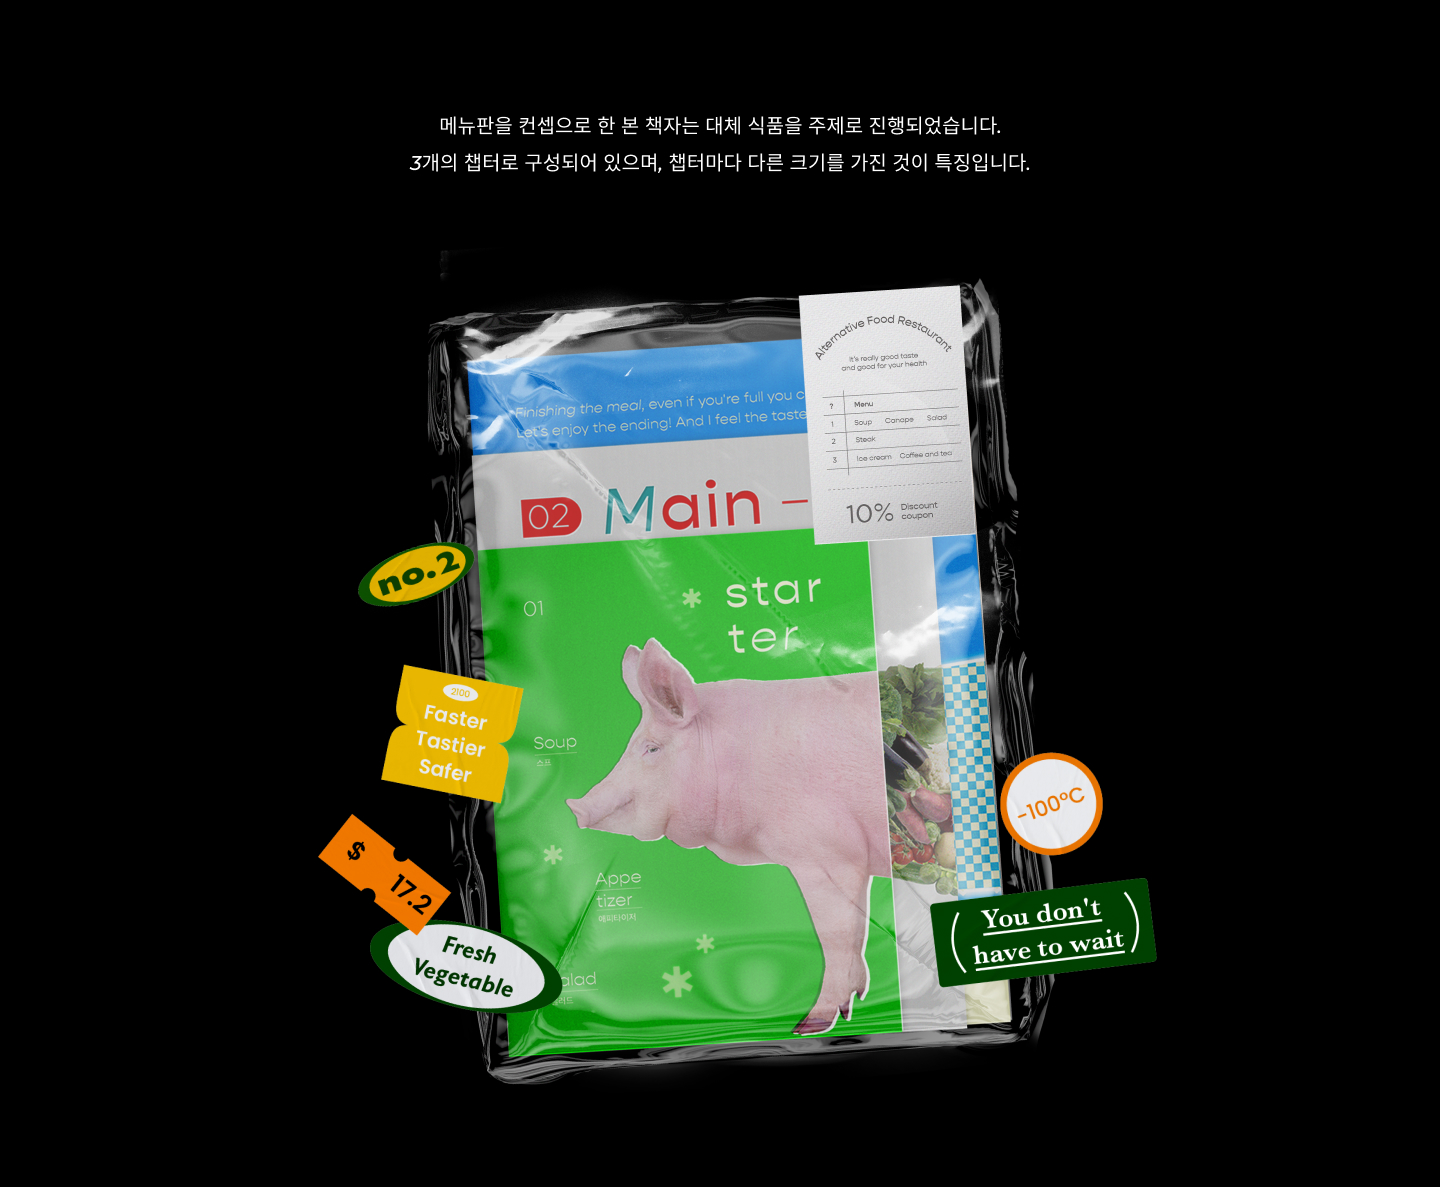 메뉴판을 컨셉으로 한 본 책자는 대체 식품을 주제로 진행되었습니다.
3개의 챕터로 구성되어 있으며, 챕터마다 다른 크기를 가진 것이 특징입니다.
Alternative Food Restaurant
It's really good taste
and good for your health
? Menu
1 Soup Canape Salad
2 Steak
3 Ice cream Coffee and tea
10% Discount
coupon
Finishing the meal, even if you're full you
Let's enjoy the ending! And I feel the taste
02 Main –
no.2
01
* star
ter
2100
Faster
Tastier
Safer
Soup
스프
-100°C
$ 17.2
Appe
tizer
애피타이저
You don't
have to wait
Fresh
Vegetable